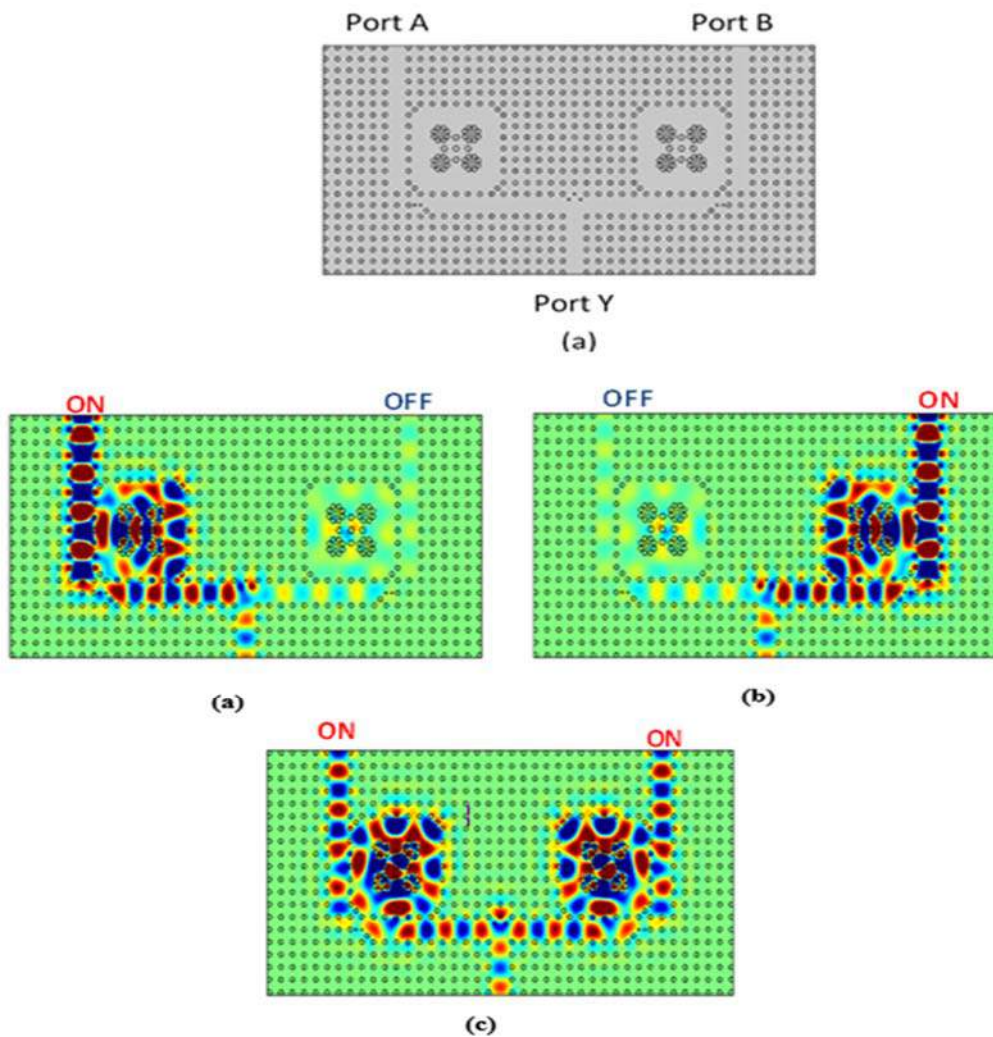 Port A Port B
Port Y
(a)
ON OFF OFF ON
(a) (b)
ON ON
(c)